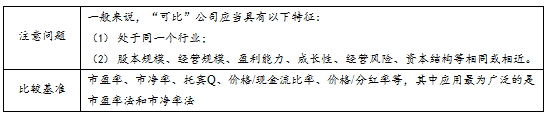 注意问题
一般来说，“可比”公司应当具有以下特征：
（1） 处于同一个行业；
（2） 股本规模、经营规模、盈利能力、成长性、经营风险、资本结构等相同或相近。
比较基准
市盈率、市净率、托宾Q、价格/现金流比率、价格/分红率等，其中应用最为广泛的是
市盈率法和市净率法